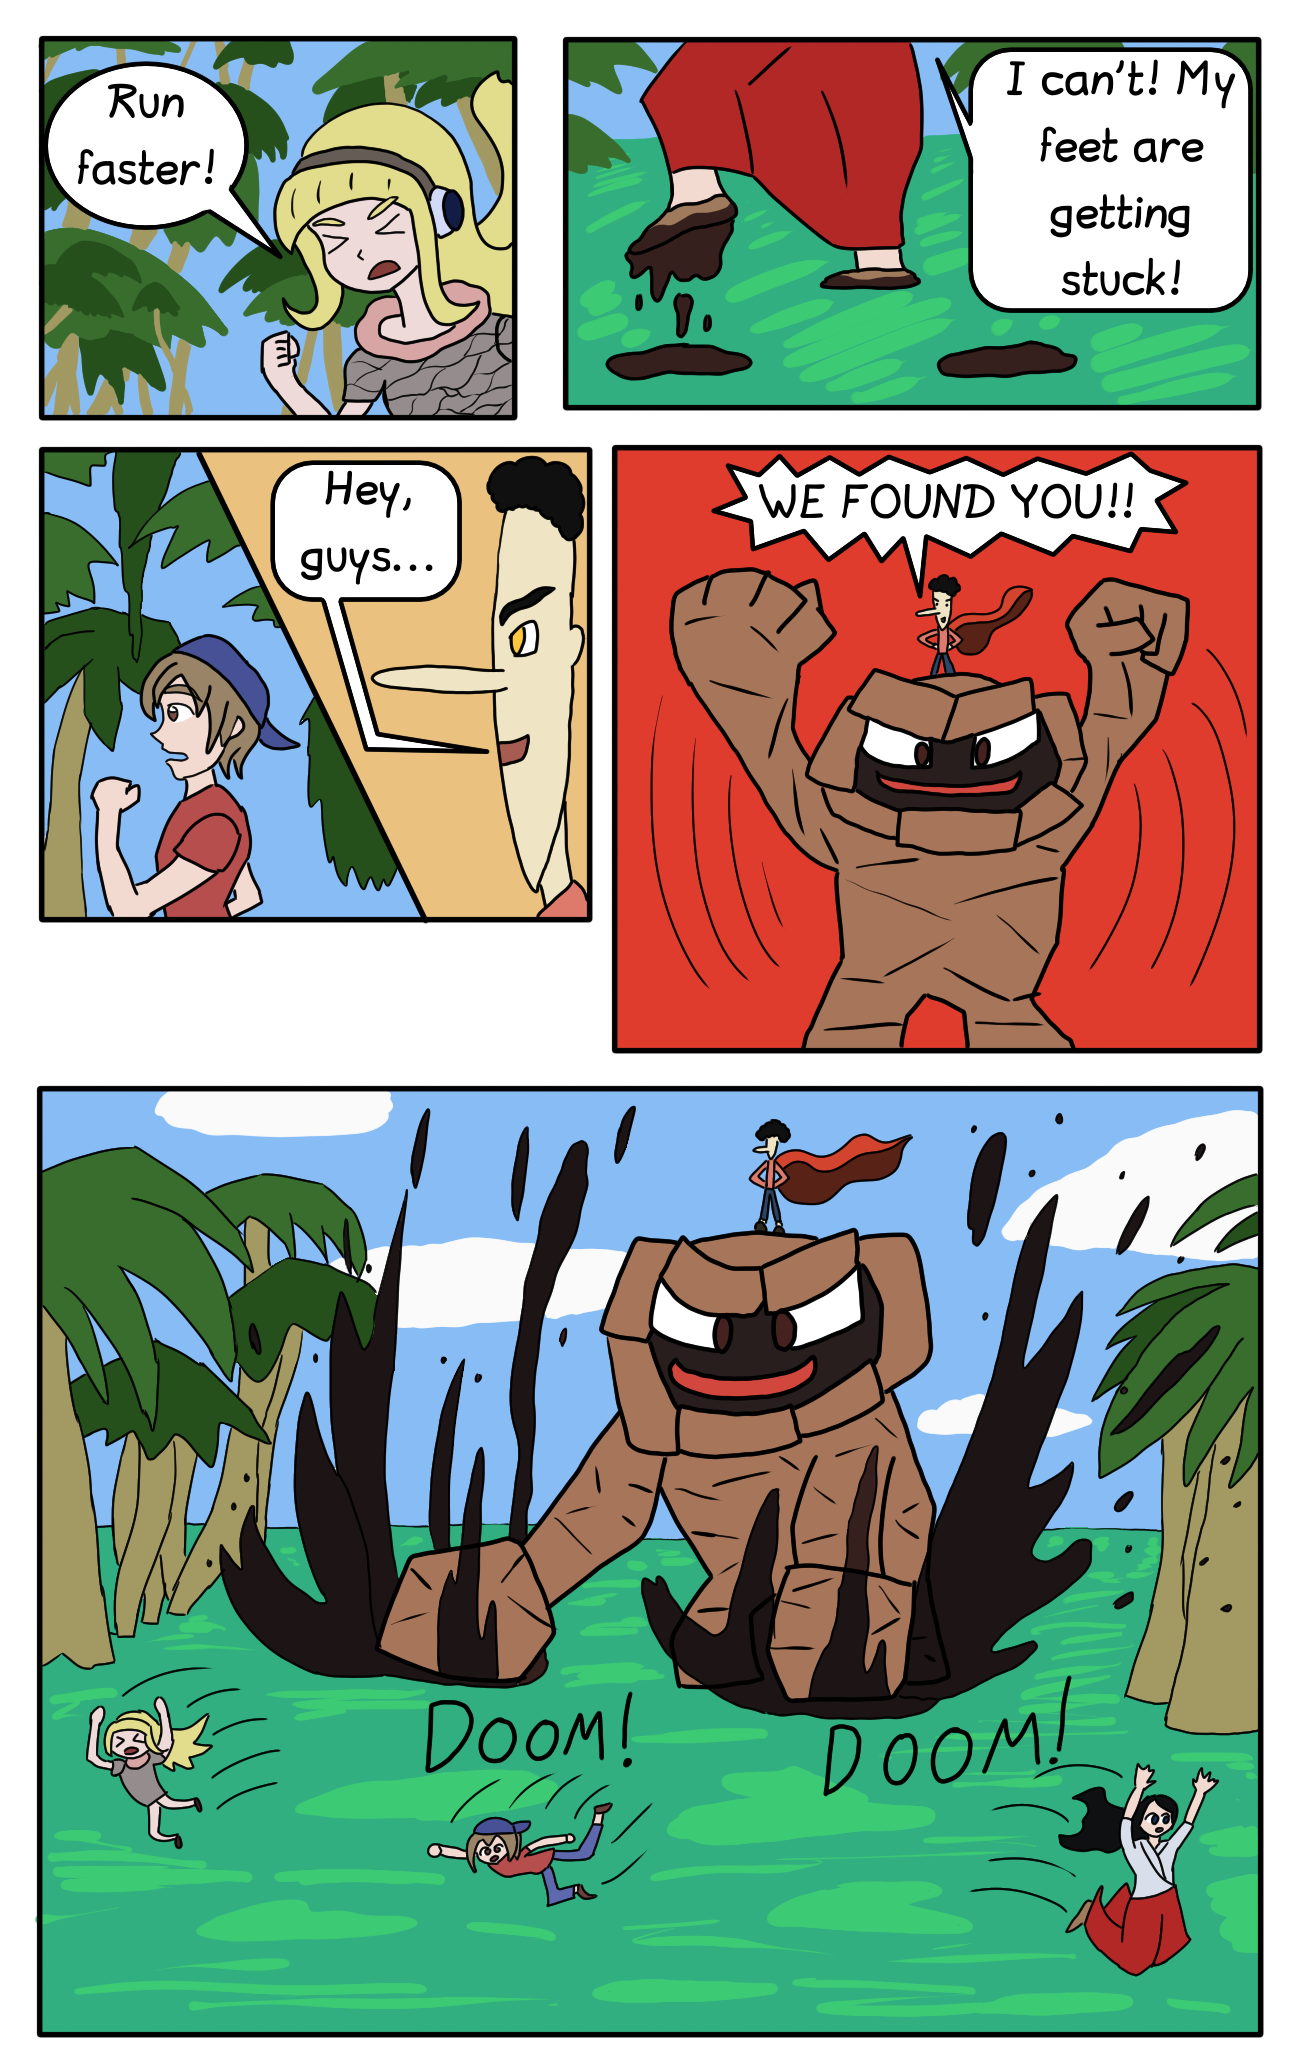 Run
faster!
I can't! My
feet are
getting
stuck!
Hey,
guys...
WE FOUND YOU!!
DOOM!
DOOM!